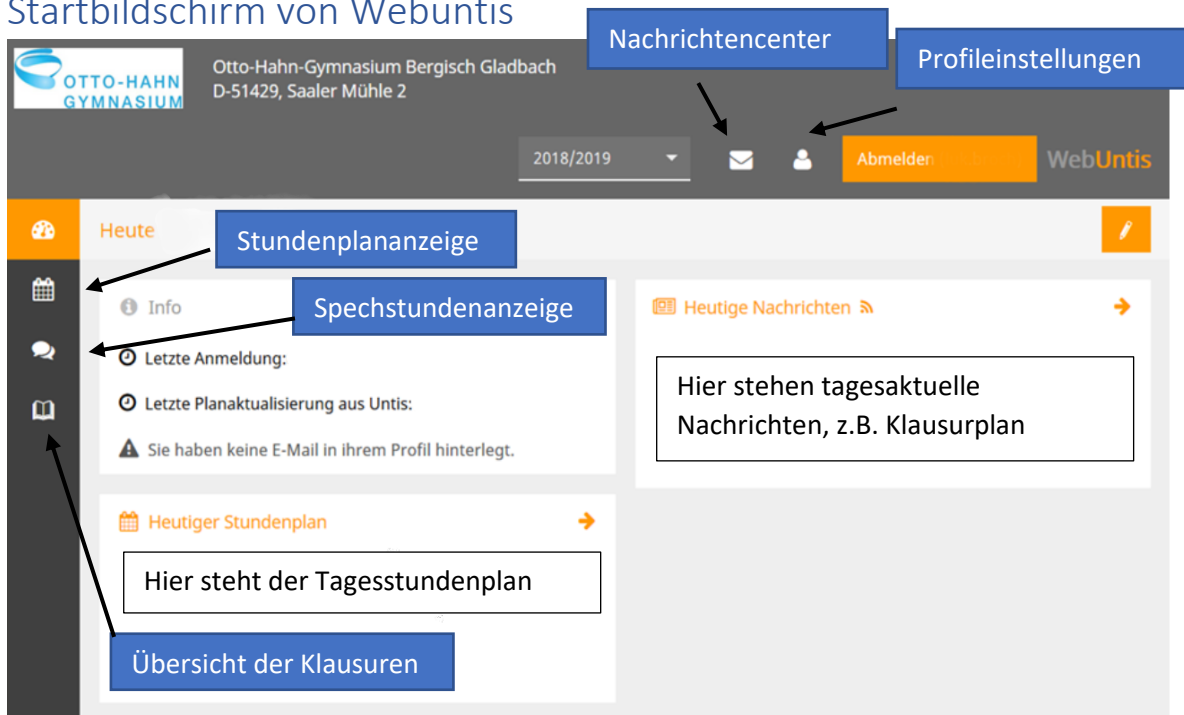 Startbildschirm von Webuntis
Nachrichtencenter
Profileinstellungen
OTTO-HAHN
GYMNASIUM
Otto-Hahn-Gymnasium Bergisch Gladbach
D-51429, Saaler Mühle 2
2018/2019
Abmelden
WebUntis
Heute
Stundenplananzeige
Spechstundenanzeige
Info
Letzte Anmeldung:
Letzte Planaktualisierung aus Untis:
Sie haben keine E-Mail in ihrem Profil hinterlegt.
Heutige Nachrichten
Hier stehen tagesaktuelle
Nachrichten, z.B. Klausurplan
Heutiger Stundenplan
Hier steht der Tagesstundenplan
Übersicht der Klausuren